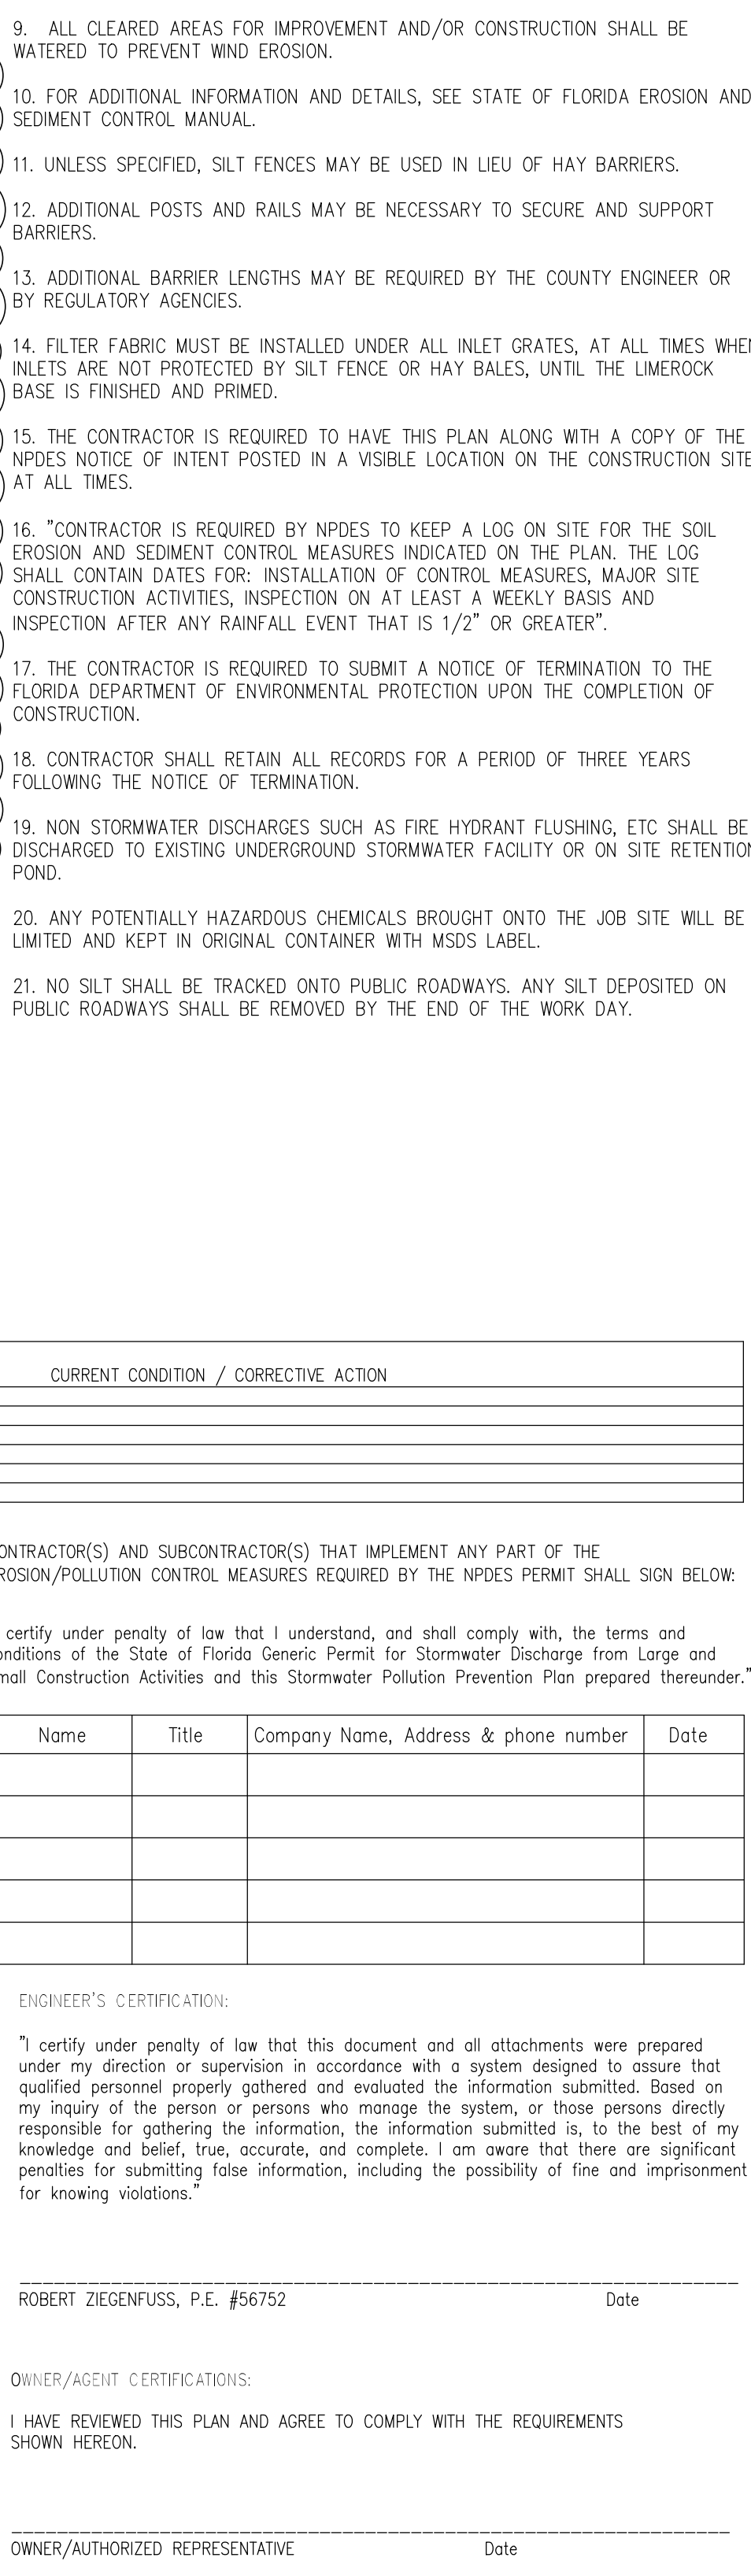 9. ALL CLEARED AREAS FOR IMPROVEMENT AND/OR CONSTRUCTION SHALL BE
WATERED TO PREVENT WIND EROSION.
10. FOR ADDITIONAL INFORMATION AND DETAILS, SEE STATE OF FLORIDA EROSION AND
SEDIMENT CONTROL MANUAL.
11. UNLESS SPECIFIED, SILT FENCES MAY BE USED IN LIEU OF HAY BARRIERS.
12. ADDITIONAL POSTS AND RAILS MAY BE NECESSARY TO SECURE AND SUPPORT
BARRIERS.
13. ADDITIONAL BARRIER LENGTHS MAY BE REQUIRED BY THE COUNTY ENGINEER OR
BY REGULATORY AGENCIES.
14. FILTER FABRIC MUST BE INSTALLED UNDER ALL INLET GRATES, AT ALL TIMES WHEN
INLETS ARE NOT PROTECTED BY SILT FENCE OR HAY BALES, UNTIL THE LIMEROCK
BASE IS FINISHED AND PRIMED.
15. THE CONTRACTOR IS REQUIRED TO HAVE THIS PLAN ALONG WITH A COPY OF THE
NPDES NOTICE OF INTENT POSTED IN A VISIBLE LOCATION ON THE CONSTRUCTION SITE
AT ALL TIMES.
16. "CONTRACTOR IS REQUIRED BY NPDES TO KEEP A LOG ON SITE FOR THE SOIL
EROSION AND SEDIMENT CONTROL MEASURES INDICATED ON THE PLAN. THE LOG
SHALL CONTAIN DATES FOR: INSTALLATION OF CONTROL MEASURES, MAJOR SITE
CONSTRUCTION ACTIVITIES, INSPECTION ON AT LEAST A WEEKLY BASIS AND
INSPECTION AFTER ANY RAINFALL EVENT THAT IS 1/2" OR GREATER".
17. THE CONTRACTOR IS REQUIRED TO SUBMIT A NOTICE OF TERMINATION TO THE
FLORIDA DEPARTMENT OF ENVIRONMENTAL PROTECTION UPON THE COMPLETION OF
CONSTRUCTION.
18. CONTRACTOR SHALL RETAIN ALL RECORDS FOR A PERIOD OF THREE YEARS
FOLLOWING THE NOTICE OF TERMINATION.
19. NON STORMWATER DISCHARGES SUCH AS FIRE HYDRANT FLUSHING, ETC SHALL BE
DISCHARGED TO EXISTING UNDERGROUND STORMWATER FACILITY OR ON SITE RETENTION
POND.
20. ANY POTENTIALLY HAZARDOUS CHEMICALS BROUGHT ONTO THE JOB SITE WILL BE
LIMITED AND KEPT IN ORIGINAL CONTAINER WITH MSDS LABEL.
21. NO SILT SHALL BE TRACKED ONTO PUBLIC ROADWAYS. ANY SILT DEPOSITED ON
PUBLIC ROADWAYS SHALL BE REMOVED BY THE END OF THE WORK DAY.
CURRENT CONDITION / CORRECTIVE ACTION
ONTRACTOR(S) AND SUBCONTRACTOR(S) THAT IMPLEMENT ANY PART OF THE
ROSION/POLLUTION CONTROL MEASURES REQUIRED BY THE NPDES PERMIT SHALL SIGN BELOW:
certify under penalty of law that I understand, and shall comply with, the terms and
onditions of the State of Florida Generic Permit for Stormwater Discharge from Large and
mall Construction Activities and this Stormwater Pollution Prevention Plan prepared thereunder."
Name Title Company Name, Address & phone number Date
ENGINEER'S CERTIFICATION:
"I certify under penalty of law that this document and all attachments were prepared
under my direction or supervision in accordance with a system designed to assure that
qualified personnel properly gathered and evaluated the information submitted. Based on
my inquiry of the person or persons who manage the system, or those persons directly
responsible for gathering the information, the information submitted is, to the best of my
knowledge and belief, true, accurate, and complete. I am aware that there are significant
penalties for submitting false information, including the possibility of fine and imprisonment
for knowing violations."
ROBERT ZIEGENFUSS, P.E. #56752 Date
OWNER/AGENT CERTIFICATIONS:
I HAVE REVIEWED THIS PLAN AND AGREE TO COMPLY WITH THE REQUIREMENTS
SHOWN HEREON.
OWNER/AUTHORIZED REPRESENTATIVE Date